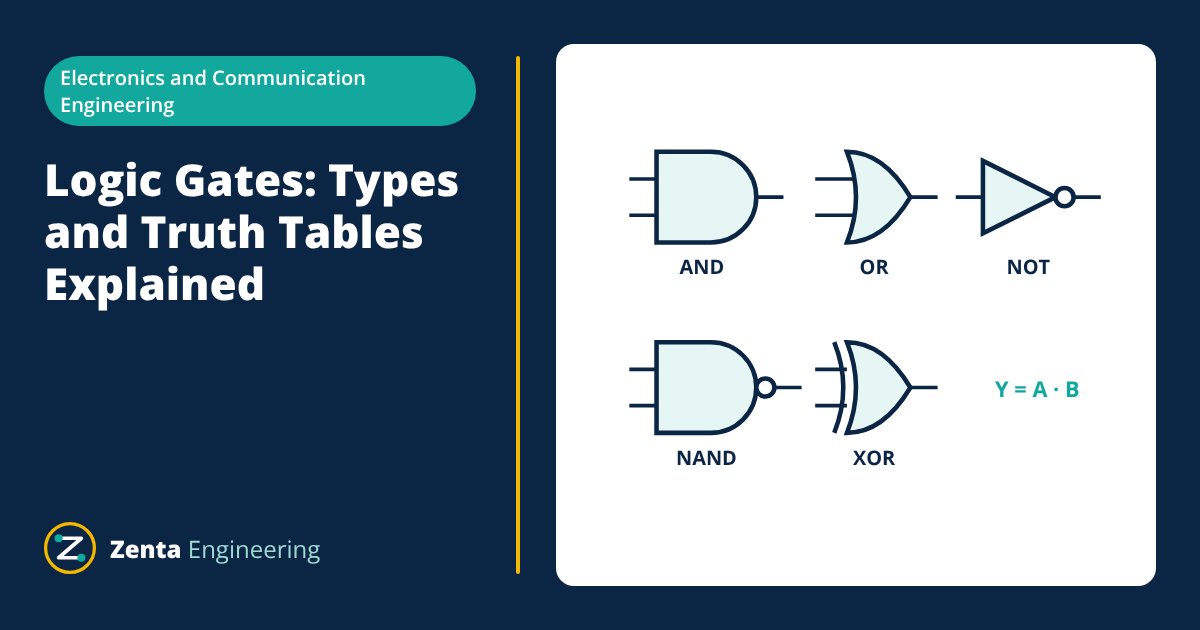 Electronics and Communication
Engineering
Logic Gates: Types
and Truth Tables
Explained
Zenta Engineering
AND
OR
NOT
NAND
XOR
Y = A · B